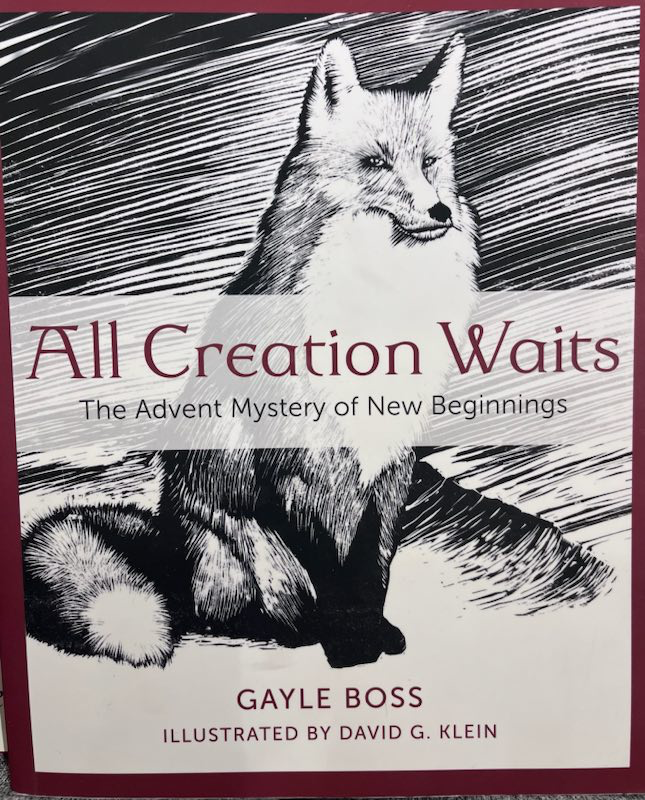 All Creation Waits
The Advent Mystery of New Beginnings
GAYLE BOSS
ILLUSTRATED BY DAVID G. KLEIN